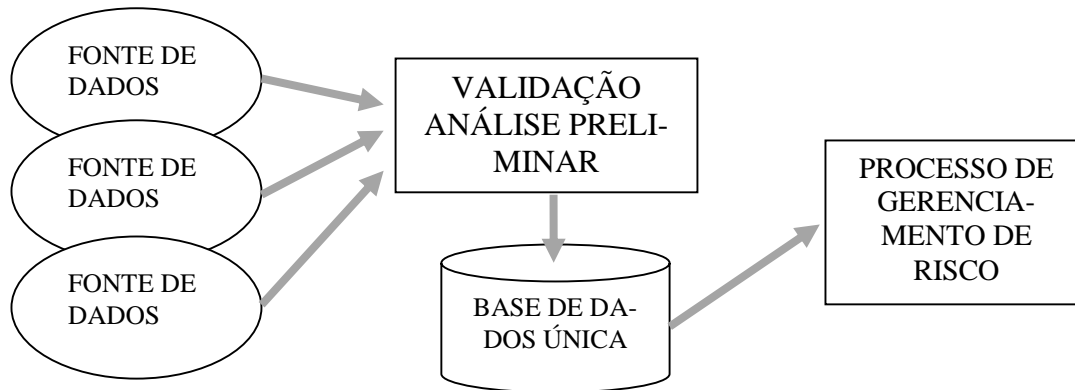 FONTE DE
DADOS
FONTE DE
DADOS
FONTE DE
DADOS
VALIDAÇÃO
ANÁLISE PRELI-
MINAR
BASE DE DA-
DOS ÚNICA
PROCESSO DE
GERENCIA-
MENTO DE
RISCO